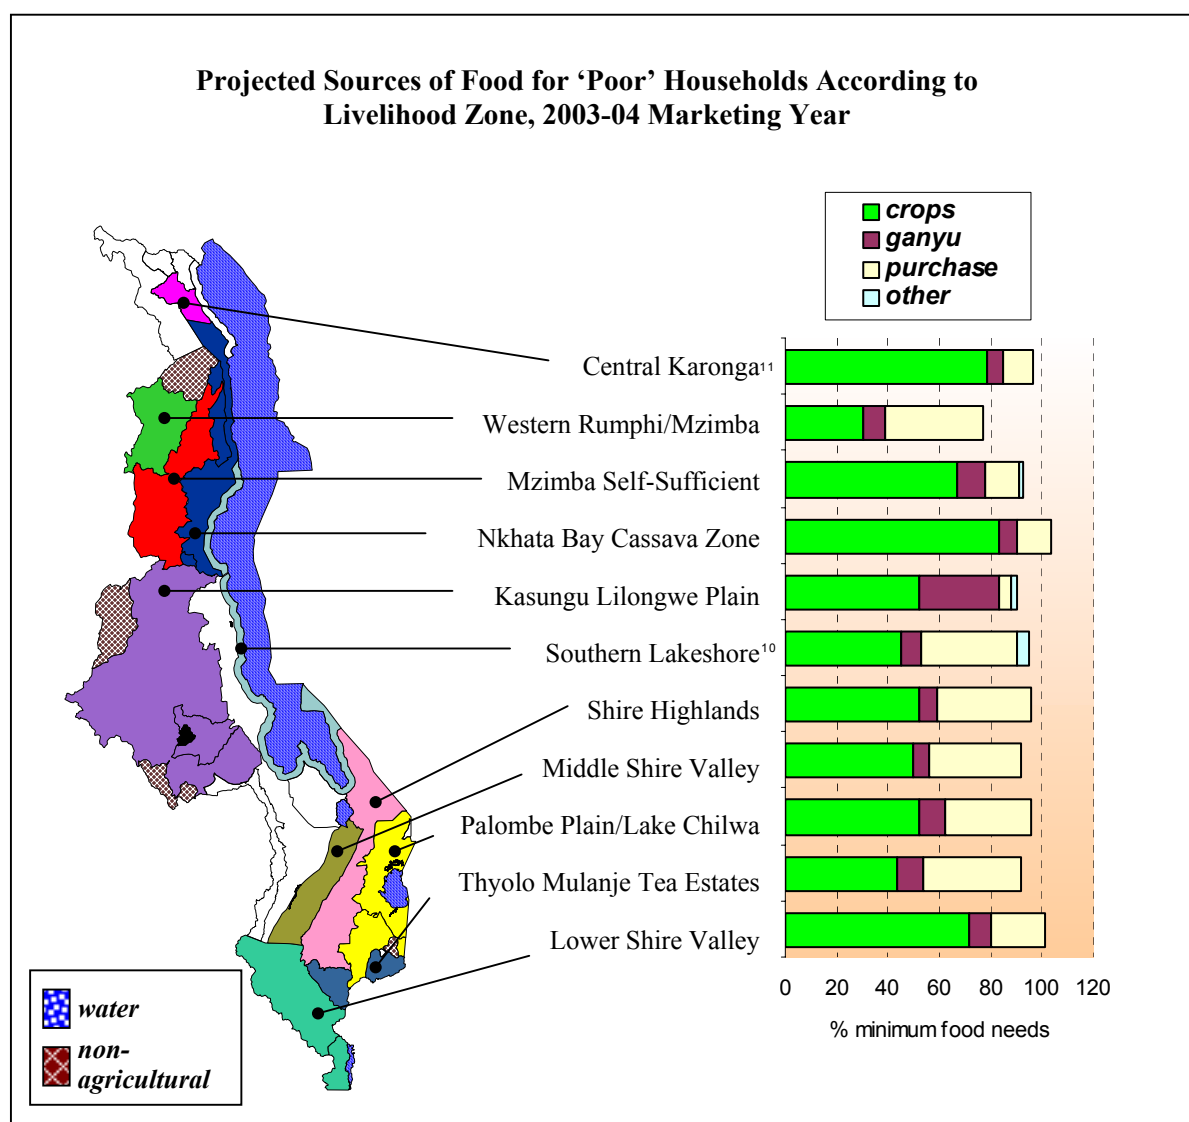 Projected Sources of Food for ‘Poor’ Households According to
Livelihood Zone, 2003-04 Marketing Year
crops
ganyu
purchase
other
Central Karonga¹¹
Western Rumphi/Mzimba
Mzimba Self-Sufficient
Nkhata Bay Cassava Zone
Kasungu Lilongwe Plain
Southern Lakeshore¹⁰
Shire Highlands
Middle Shire Valley
Palombe Plain/Lake Chilwa
Thyolo Mulanje Tea Estates
Lower Shire Valley
0 20 40 60 80 100 120
% minimum food needs
water
non-
agricultural